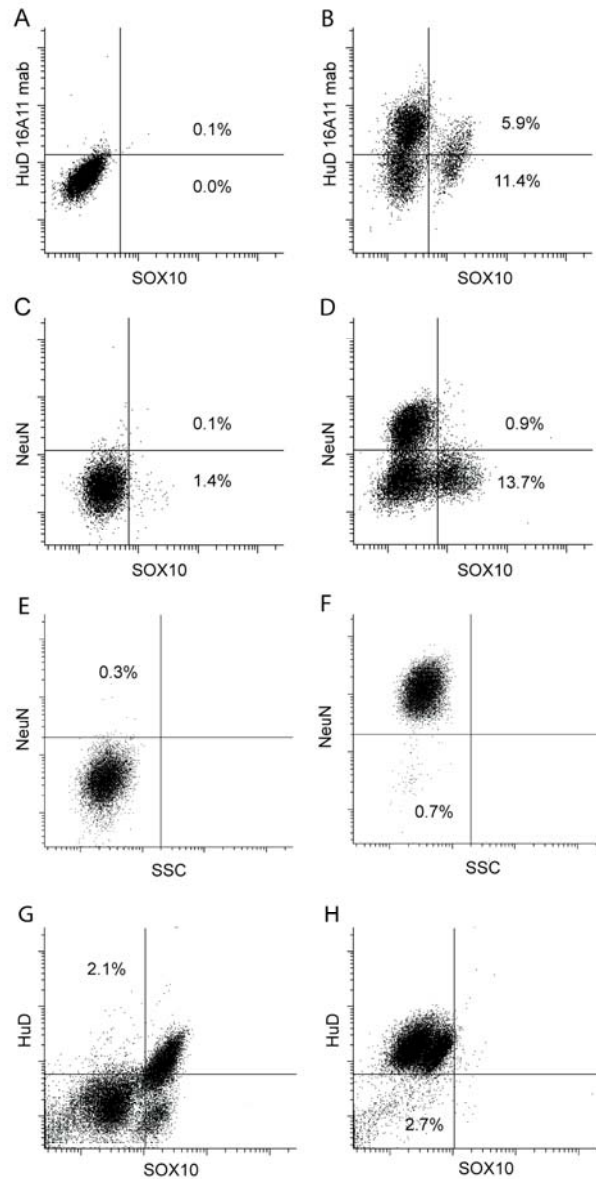 A
HuD 16A11 mab
0.1%
0.0%
SOX10
B
HuD 16A11 mab
5.9%
11.4%
SOX10
C
NeuN
0.1%
1.4%
SOX10
D
NeuN
0.9%
13.7%
SOX10
E
NeuN
0.3%
SSC
F
NeuN
0.7%
SSC
G
HuD
2.1%
SOX10
H
HuD
2.7%
SOX10